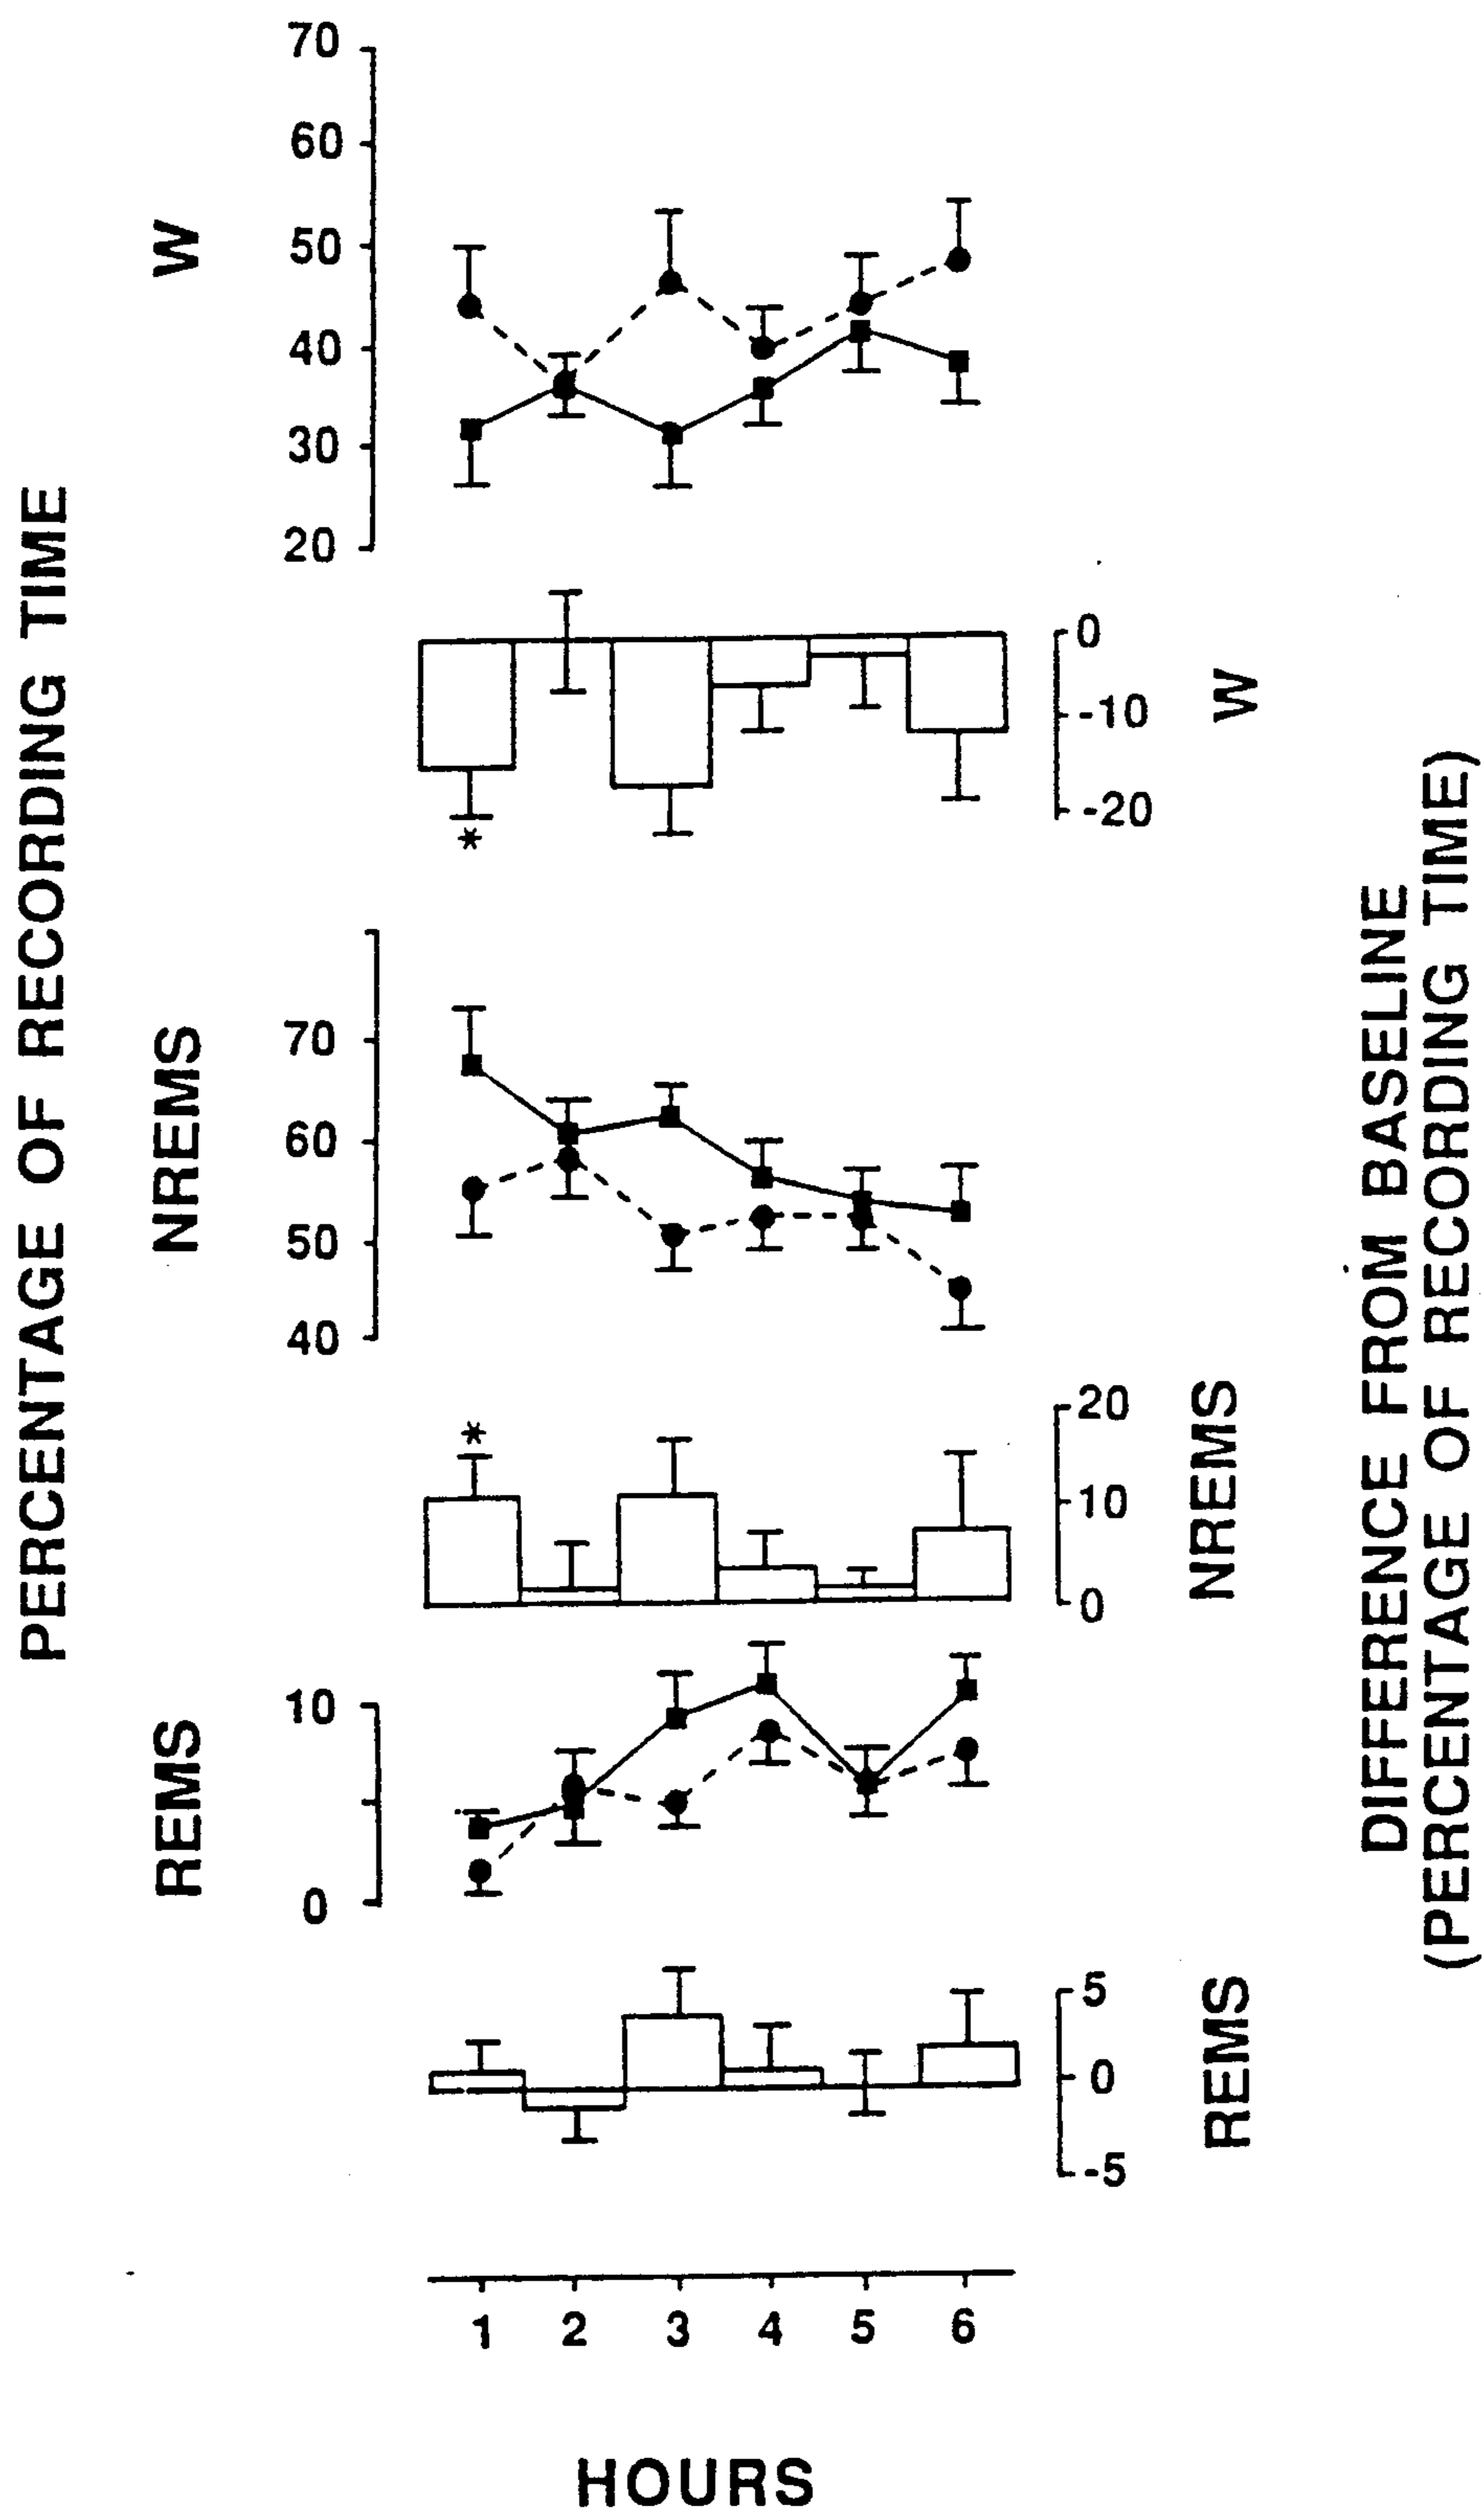 PERCENTAGE OF RECORDING TIME
W
70
60
50
40
30
20
0
-10
-20
W
*
NREMS
70
60
50
40
*
20
10
0
NREMS
REMS
10
0
5
0
-5
REMS
DIFFERENCE FROM BASELINE
(PERCENTAGE OF RECORDING TIME)
1 2 3 4 5 6
HOURS